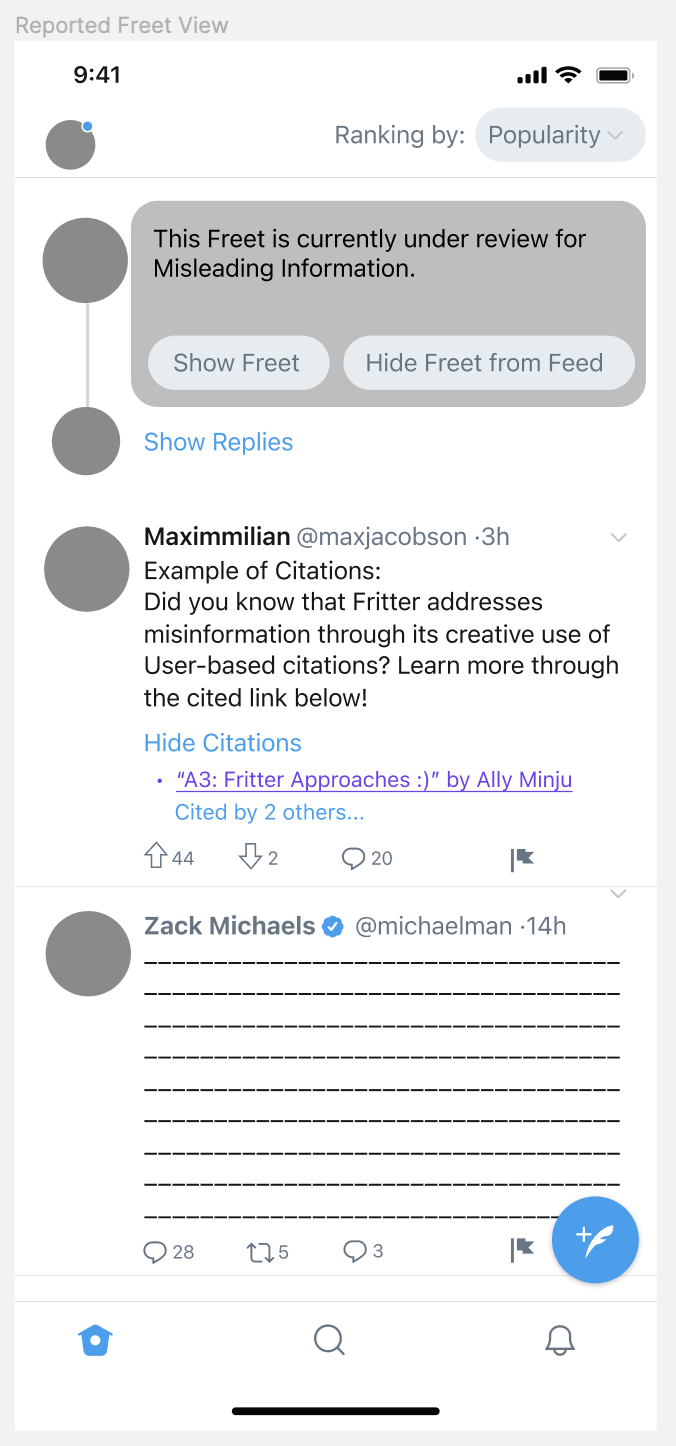 Reported Freet View
9:41
Ranking by: Popularity
This Freet is currently under review for
Misleading Information.
Show Freet Hide Freet from Feed
Show Replies
Maximmilian @maxjacobson ·3h
Example of Citations:
Did you know that Fritter addresses
misinformation through its creative use of
User-based citations? Learn more through
the cited link below!
Hide Citations
• “A3: Fritter Approaches :)” by Ally Minju
Cited by 2 others...
44 2 20
Zack Michaels @michaelman ·14h
28 5 3